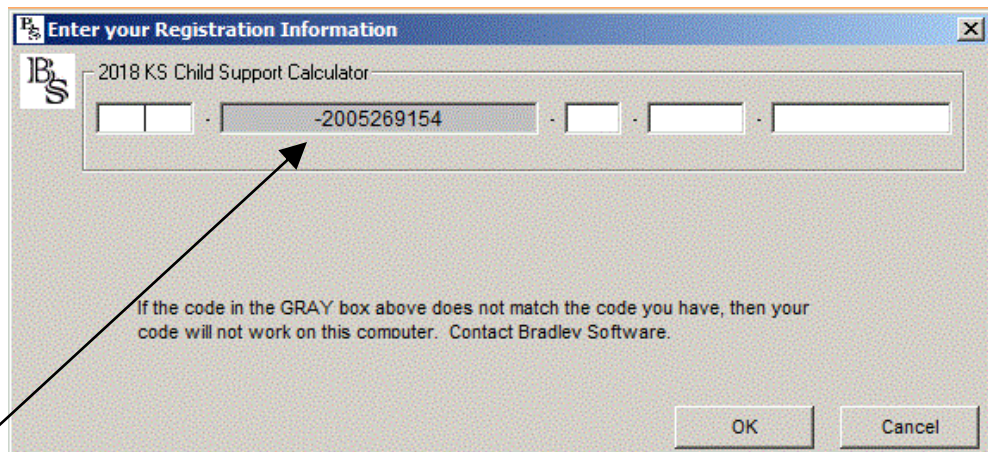 Enter your Registration Information
BS
2018 KS Child Support Calculator
. -2005269154 . . .
If the code in the GRAY box above does not match the code you have, then your
code will not work on this computer. Contact Bradley Software.
OK Cancel